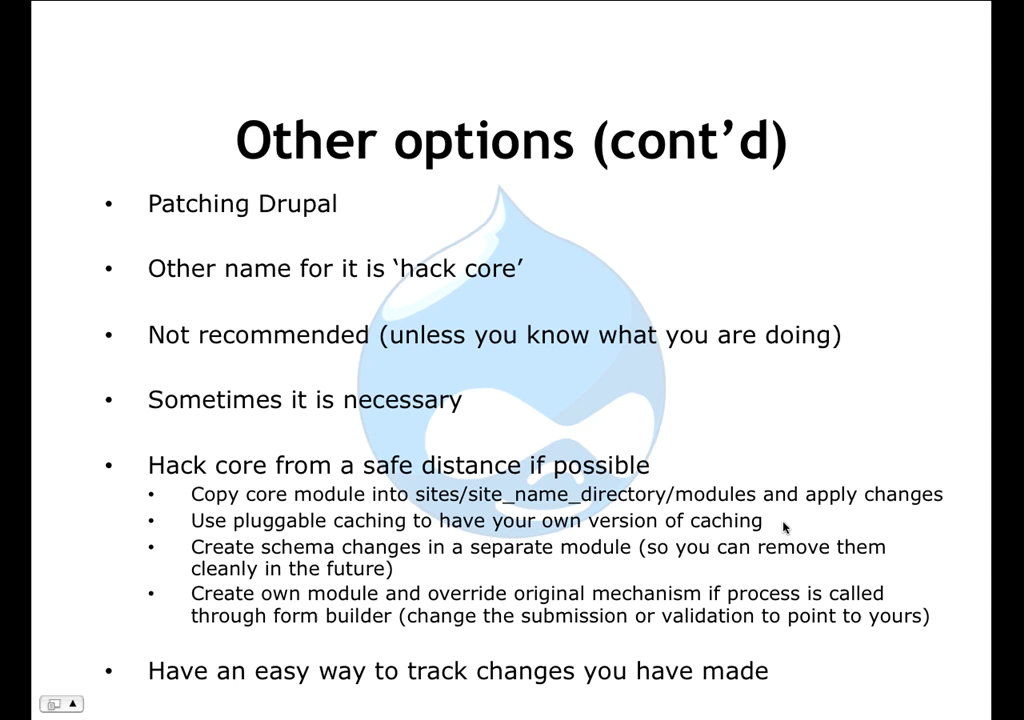 Other options (cont’d)
• Patching Drupal
• Other name for it is ‘hack core’
• Not recommended (unless you know what you are doing)
• Sometimes it is necessary
• Hack core from a safe distance if possible
• Copy core module into sites/site_name_directory/modules and apply changes
• Use pluggable caching to have your own version of caching
• Create schema changes in a separate module (so you can remove them
cleanly in the future)
• Create own module and override original mechanism if process is called
through form builder (change the submission or validation to point to yours)
• Have an easy way to track changes you have made